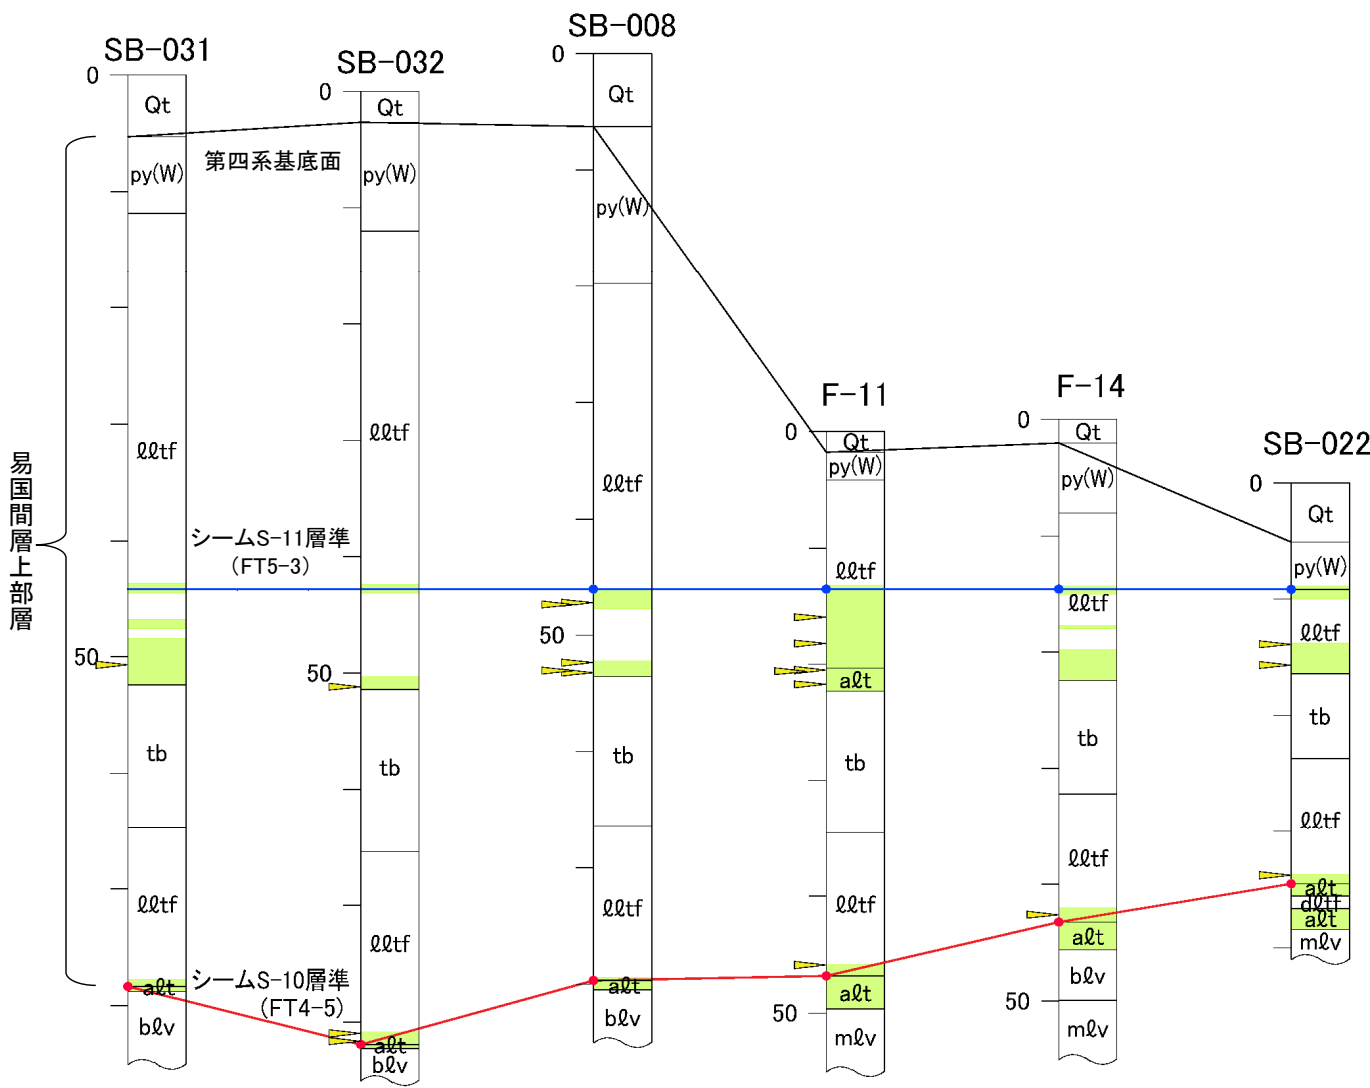 SB-031
0
Qt
py(W)
ℓℓtf
50
tb
ℓℓtf
aℓt
bℓv
易国間層上部層
第四系基底面
シームS-11層準
(FT5-3)
シームS-10層準
(FT4-5)
SB-032
0
Qt
py(W)
ℓℓtf
50
tb
ℓℓtf
aℓt
bℓv
SB-008
0
Qt
py(W)
ℓℓtf
50
tb
ℓℓtf
aℓt
bℓv
F-11
0
Qt
py(W)
ℓℓtf
aℓt
tb
ℓℓtf
aℓt
50
mℓv
F-14
0
Qt
py(W)
ℓℓtf
tb
ℓℓtf
aℓt
bℓv
50
mℓv
SB-022
0
Qt
py(W)
ℓℓtf
tb
ℓℓtf
aℓt
dℓtf
aℓt
mℓv